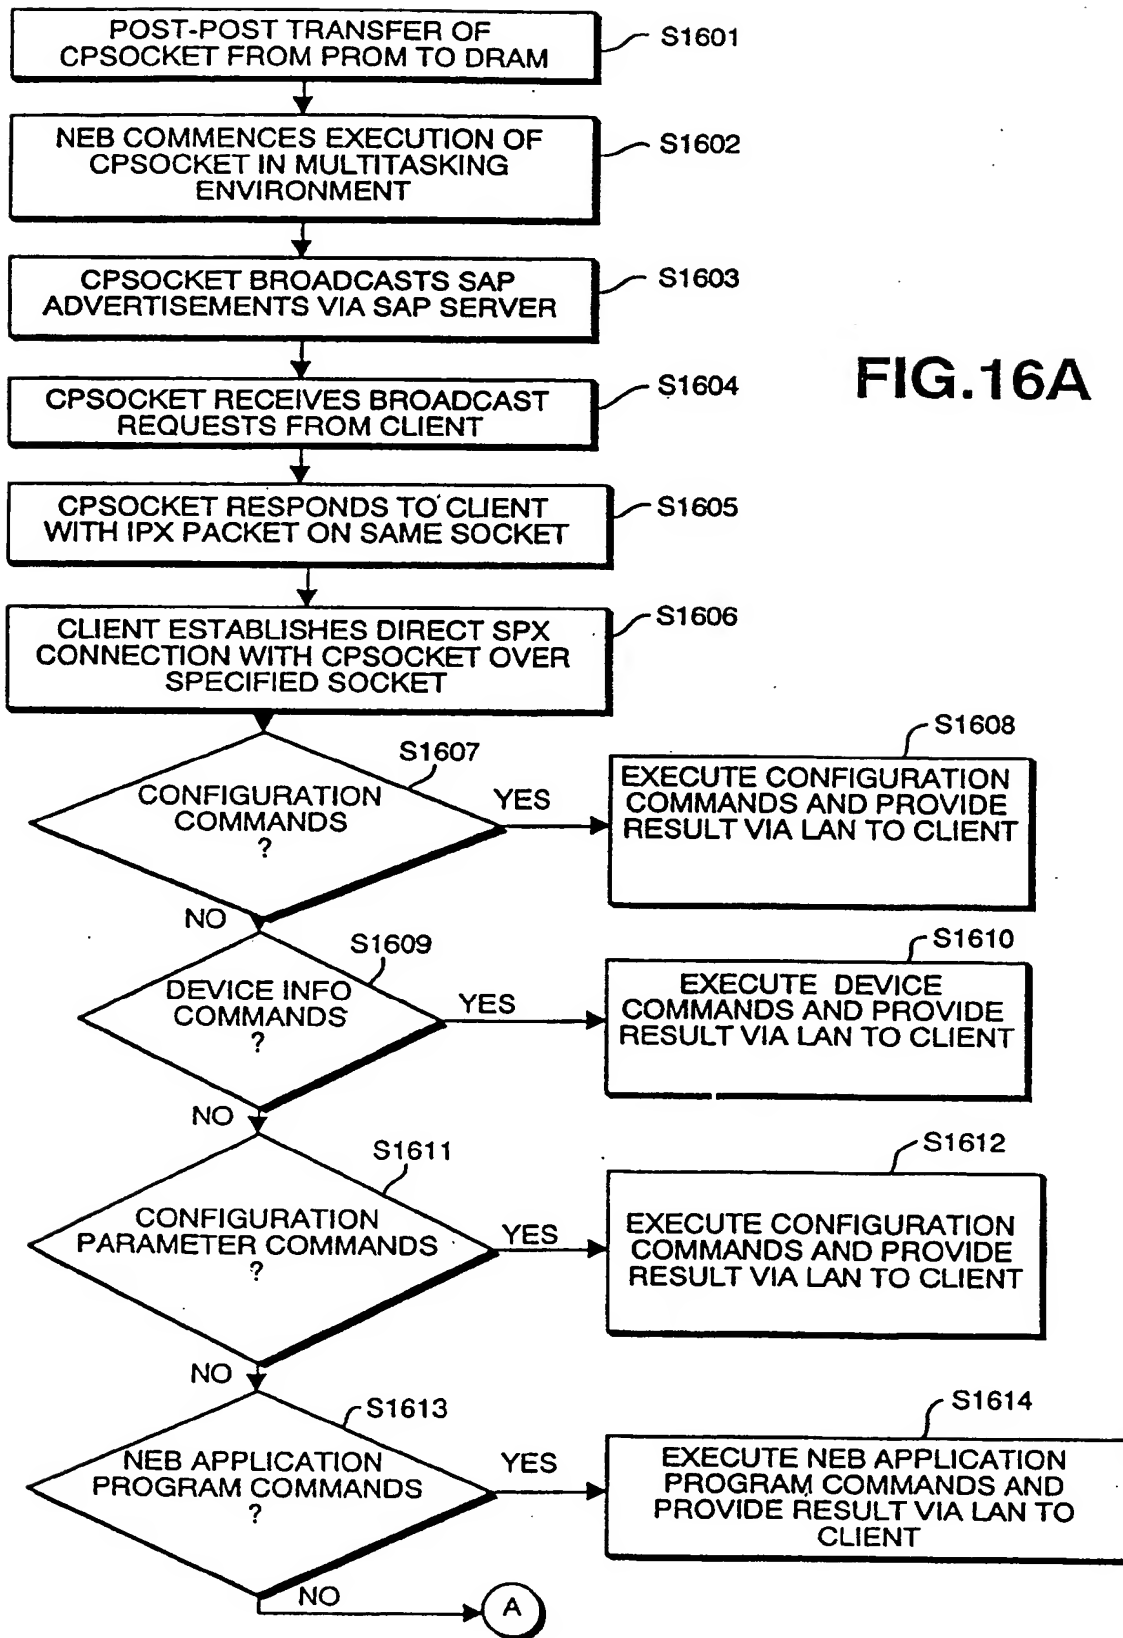 POST-POST TRANSFER OF
CPSOCKET FROM PROM TO DRAM
S1601
NEB COMMENCES EXECUTION OF
CPSOCKET IN MULTITASKING
ENVIRONMENT
S1602
CPSOCKET BROADCASTS SAP
ADVERTISEMENTS VIA SAP SERVER
S1603
FIG.16A
CPSOCKET RECEIVES BROADCAST
REQUESTS FROM CLIENT
S1604
CPSOCKET RESPONDS TO CLIENT
WITH IPX PACKET ON SAME SOCKET
S1605
CLIENT ESTABLISHES DIRECT SPX
CONNECTION WITH CPSOCKET OVER
SPECIFIED SOCKET
S1606
S1607
CONFIGURATION
COMMANDS
?
YES
NO
S1608
EXECUTE CONFIGURATION
COMMANDS AND PROVIDE
RESULT VIA LAN TO CLIENT
S1609
DEVICE INFO
COMMANDS
?
YES
NO
S1610
EXECUTE DEVICE
COMMANDS AND PROVIDE
RESULT VIA LAN TO CLIENT
S1611
CONFIGURATION
PARAMETER COMMANDS
?
YES
NO
S1612
EXECUTE CONFIGURATION
COMMANDS AND PROVIDE
RESULT VIA LAN TO CLIENT
S1613
NEB APPLICATION
PROGRAM COMMANDS
?
YES
NO
S1614
EXECUTE NEB APPLICATION
PROGRAM COMMANDS AND
PROVIDE RESULT VIA LAN TO
CLIENT
A